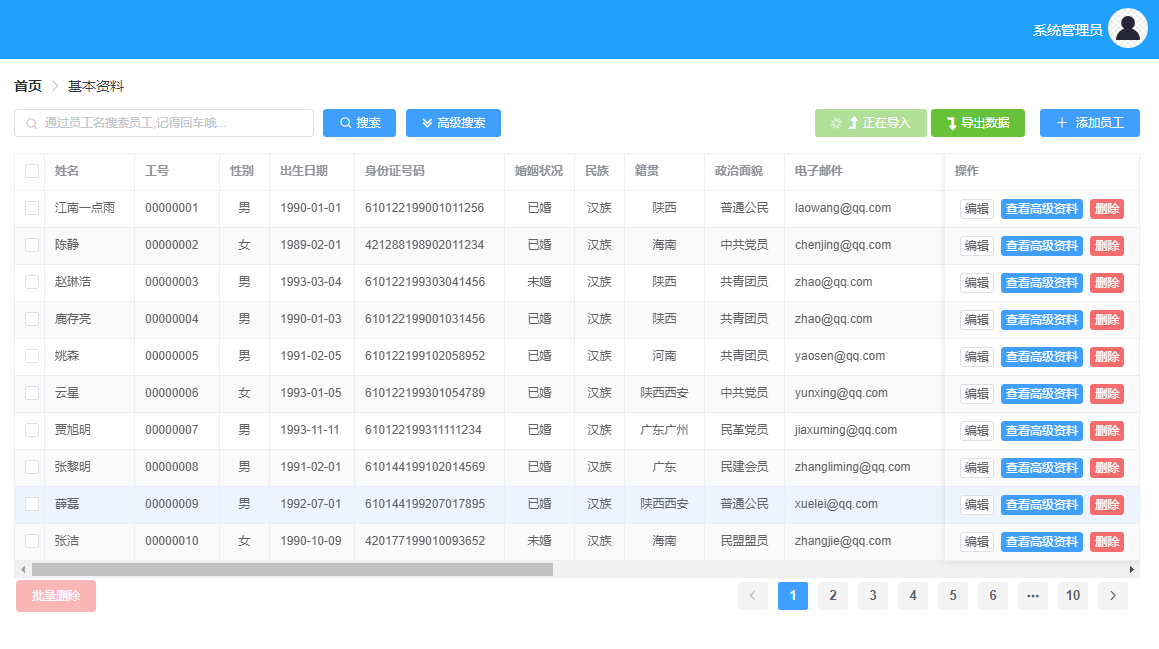 系统管理员
首页 基本资料
通过员工名搜索员工,记得回车哦... 搜索 高级搜索 正在导入 导出数据 添加员工
姓名 工号 性别 出生日期 身份证号码 婚姻状况 民族 籍贯 政治面貌 电子邮件 操作
江南一点雨 00000001 男 1990-01-01 610122199001011256 已婚 汉族 陕西 普通公民 laowang@qq.com 编辑 查看高级资料 删除
陈静 00000002 女 1989-02-01 421288198902011234 已婚 汉族 海南 中共党员 chenjing@qq.com 编辑 查看高级资料 删除
赵琳浩 00000003 男 1993-03-04 610122199303041456 未婚 汉族 陕西 共青团员 zhao@qq.com 编辑 查看高级资料 删除
鹿存亮 00000004 男 1990-01-03 610122199001031456 已婚 汉族 陕西 共青团员 zhao@qq.com 编辑 查看高级资料 删除
姚森 00000005 男 1991-02-05 610122199102058952 已婚 汉族 河南 共青团员 yaosen@qq.com 编辑 查看高级资料 删除
云星 00000006 女 1993-01-05 610122199301054789 已婚 汉族 陕西西安 中共党员 yunxing@qq.com 编辑 查看高级资料 删除
贾旭明 00000007 男 1993-11-11 610122199311111234 已婚 汉族 广东广州 民革党员 jiaxuming@qq.com 编辑 查看高级资料 删除
张黎明 00000008 男 1991-02-01 610144199102014569 已婚 汉族 广东 民建会员 zhangliming@qq.com 编辑 查看高级资料 删除
薛磊 00000009 男 1992-07-01 610144199207017895 已婚 汉族 陕西西安 普通公民 xuelei@qq.com 编辑 查看高级资料 删除
张洁 00000010 女 1990-10-09 420177199010093652 未婚 汉族 海南 民盟盟员 zhangjie@qq.com 编辑 查看高级资料 删除
批量删除 1 2 3 4 5 6 ••• 10